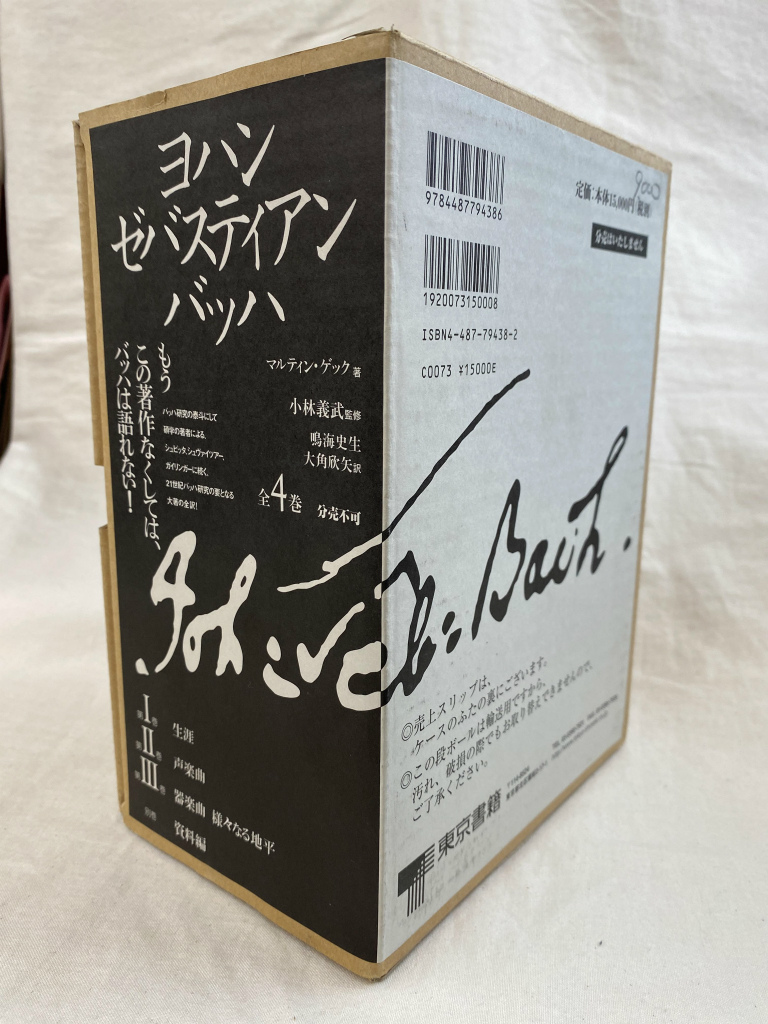 ヨハン
ゼバスティアン
バッハ
もう
この著作なくしては、
バッハは語れない!
バッハ研究の泰斗にして
碩学の著者による、
シュピッタ、シュヴァイツァー、
ガイリンガーに続く、
21世紀バッハ研究の要となる
大著の全訳!
マルティン・ゲック 著
小林義武 監修
鳴海史生
大角欣矢 訳
全4巻 分売不可
Joh. Seb. Bach.
第I巻 生涯
第II巻 声楽曲
第III巻 器楽曲 様々なる地平
別巻 資料編
9784487794386
1920073150008
ISBN4-487-79438-2
C0073 ¥15000E
9000
定価:本体15,000円(税別)
分売はいたしません
◎売上スリップは、
ケースのふたの裏にございます。
◎この段ボールは輸送用ですから、
汚れ、破損の際でもお取り替えできませんので、
ご了承ください。
東京書籍